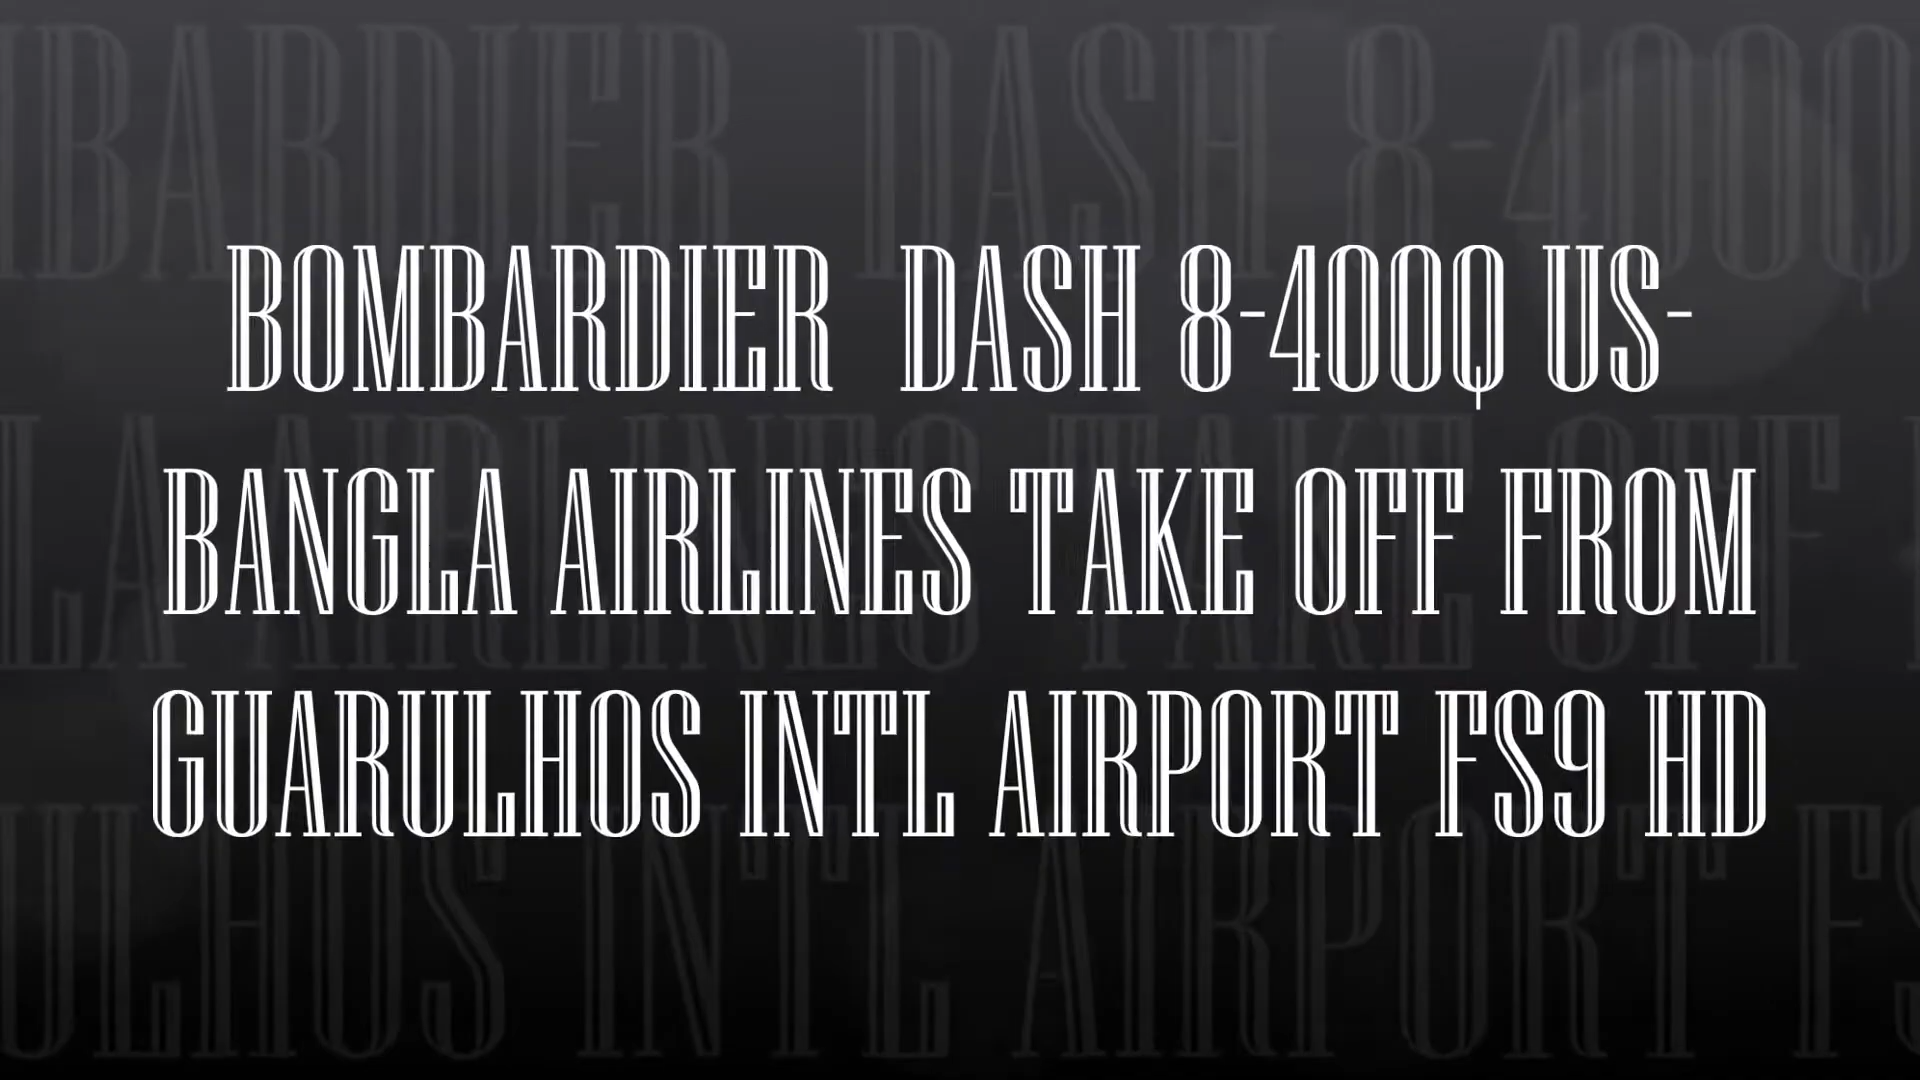 BOMBARDIER  DASH 8-400Q US-
BANGLA AIRLINES TAKE OFF FROM
GUARULHOS INTL AIRPORT FS9 HD